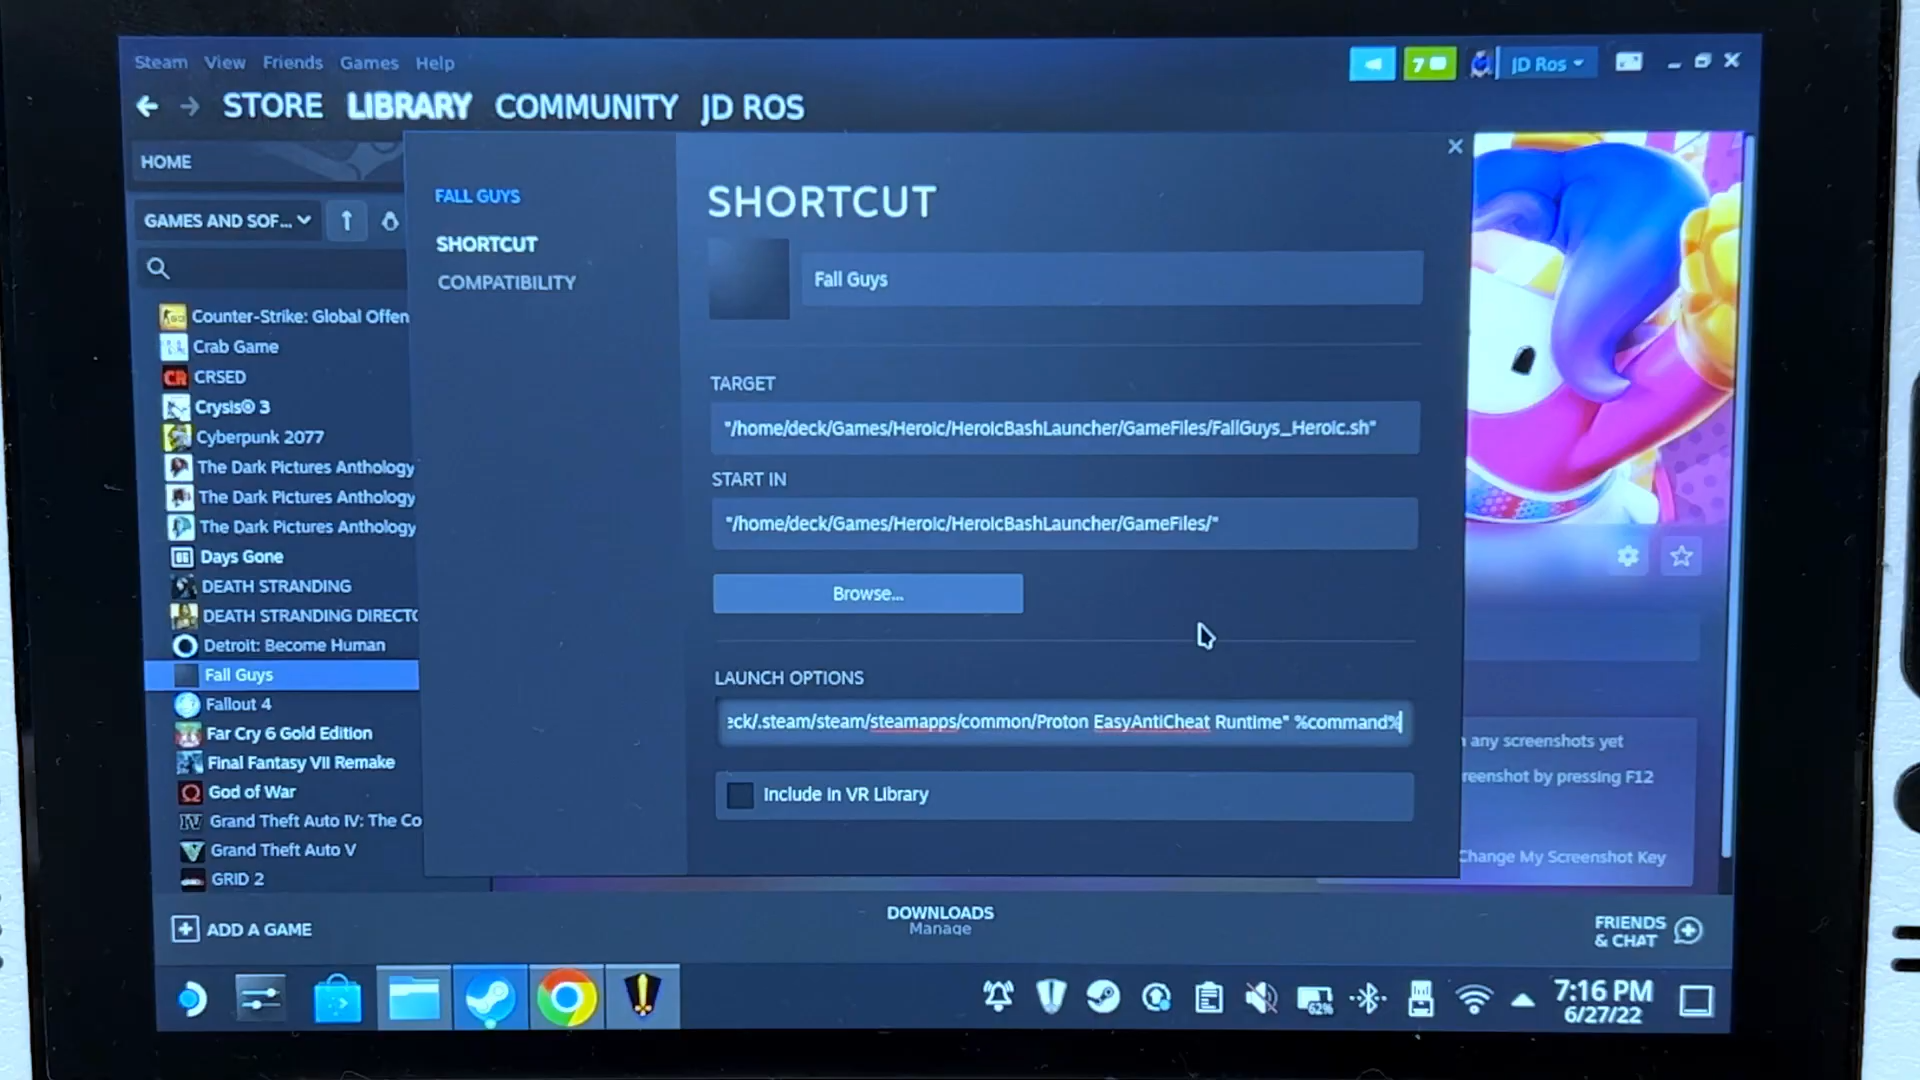 Steam View Friends Games Help
7
JD Ros
STORE LIBRARY COMMUNITY JD ROS
HOME
GAMES AND SOF...
FALL GUYS
SHORTCUT
COMPATIBILITY
Counter-Strike: Global Offen
Crab Game
CRSED
Crysis® 3
Cyberpunk 2077
The Dark Pictures Anthology
The Dark Pictures Anthology
The Dark Pictures Anthology
Days Gone
DEATH STRANDING
DEATH STRANDING DIRECTO
Detroit: Become Human
Fall Guys
Fallout 4
Far Cry 6 Gold Edition
Final Fantasy VII Remake
God of War
Grand Theft Auto IV: The Co
Grand Theft Auto V
GRID 2
SHORTCUT
Fall Guys
TARGET
"/home/deck/Games/Heroic/HeroicBashLauncher/GameFiles/FallGuys_Heroic.sh"
START IN
"/home/deck/Games/Heroic/HeroicBashLauncher/GameFiles/"
Browse...
LAUNCH OPTIONS
eck/.steam/steam/steamapps/common/Proton EasyAntiCheat Runtime" %command%
Include in VR Library
any screenshots yet
reenshot by pressing F12
Change My Screenshot Key
ADD A GAME
DOWNLOADS
Manage
FRIENDS
& CHAT
62%
7:16 PM
6/27/22